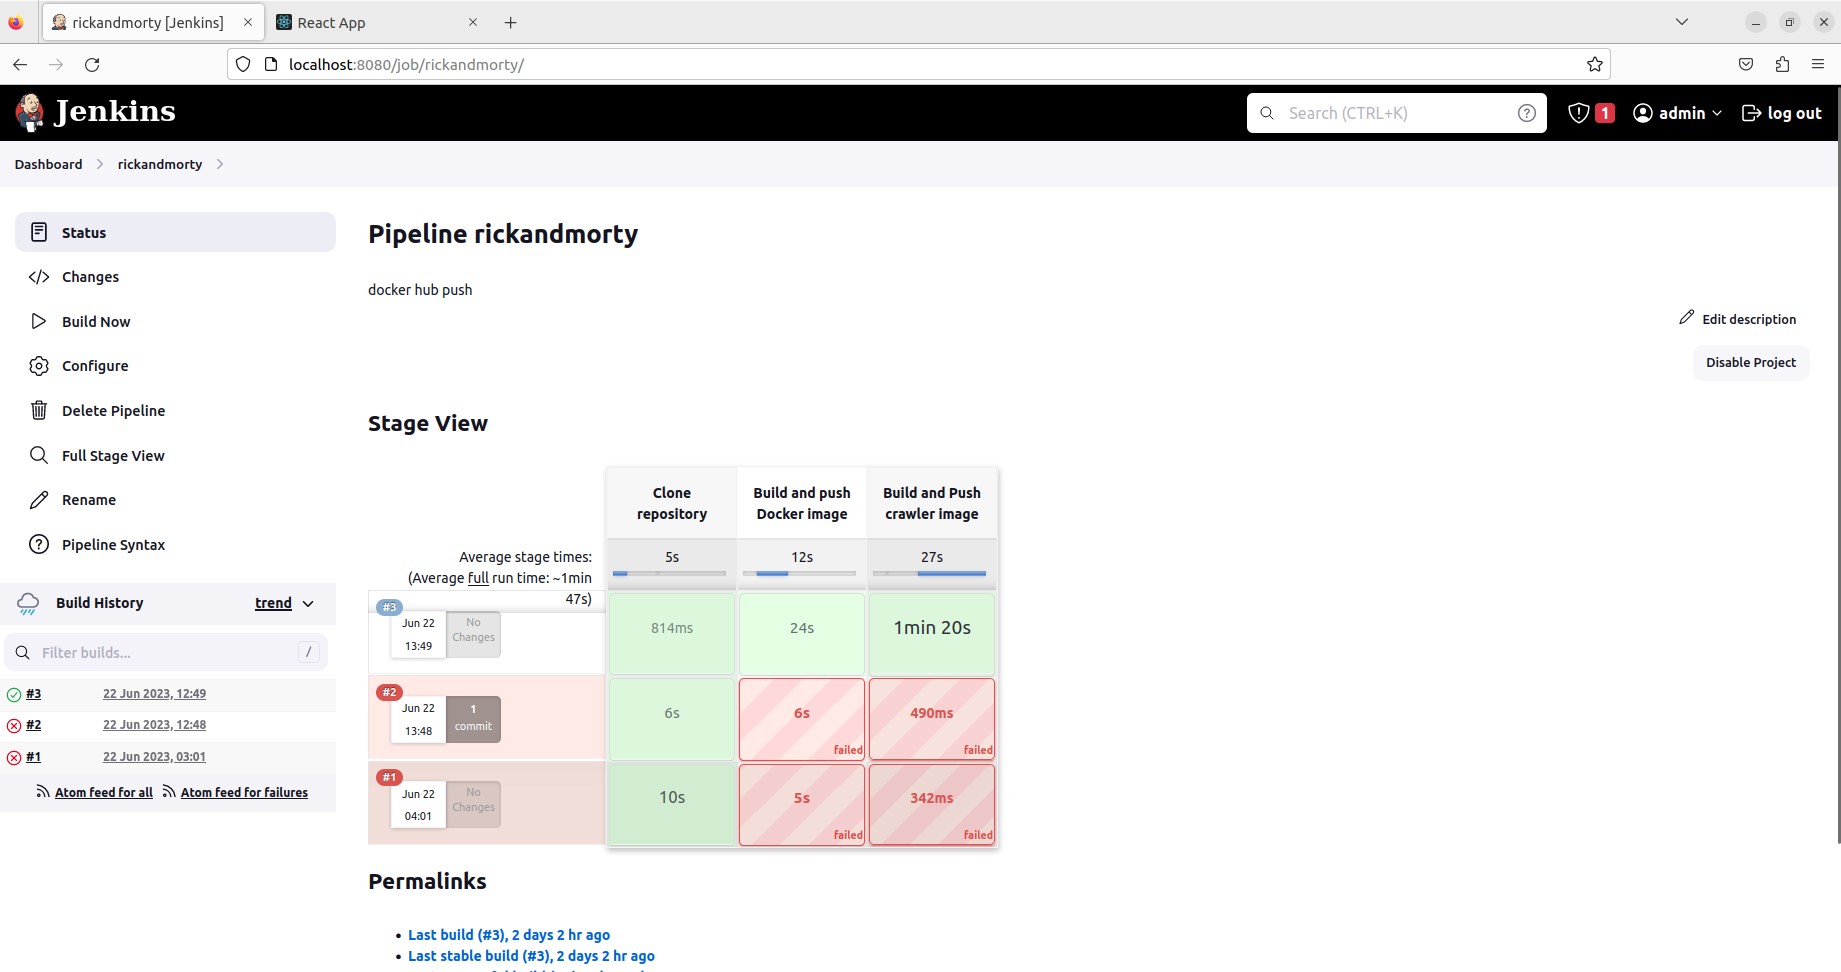 rickandmorty [Jenkins]
React App
localhost:8080/job/rickandmorty/
Jenkins
Search (CTRL+K)
1
admin
log out
Dashboard
rickandmorty
Status
Changes
Build Now
Configure
Delete Pipeline
Full Stage View
Rename
Pipeline Syntax
Build History
trend
Filter builds...
/
#3
22 Jun 2023, 12:49
#2
22 Jun 2023, 12:48
#1
22 Jun 2023, 03:01
Atom feed for all
Atom feed for failures
Pipeline rickandmorty
docker hub push
Edit description
Disable Project
Stage View
Clone
repository
Build and push
Docker image
Build and Push
crawler image
Average stage times:
(Average full run time: ~1min
47s)
5s
12s
27s
#3
Jun 22
13:49
No
Changes
814ms
24s
1min 20s
#2
Jun 22
13:48
1
commit
6s
6s
failed
490ms
failed
#1
Jun 22
04:01
No
Changes
10s
5s
failed
342ms
failed
Permalinks
Last build (#3), 2 days 2 hr ago
Last stable build (#3), 2 days 2 hr ago